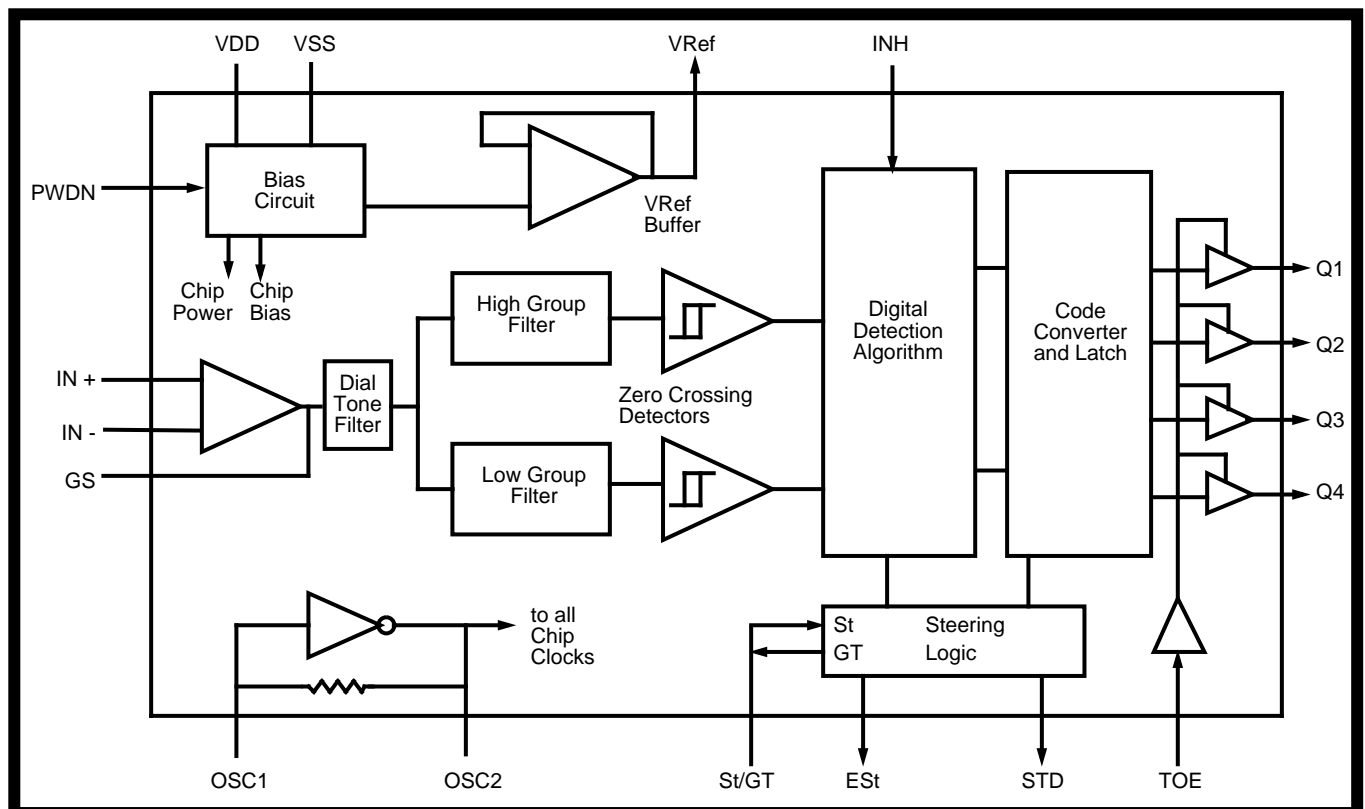 VDD
VSS
VRef
INH
PWDN
Bias
Circuit
VRef
Buffer
Chip
Power
Chip
Bias
High Group
Filter
Digital
Detection
Algorithm
Code
Converter
and Latch
Q1
Q2
Q3
Q4
IN +
IN -
GS
Dial
Tone
Filter
Zero Crossing
Detectors
Low Group
Filter
to all
Chip
Clocks
St
GT
Steering
Logic
OSC1
OSC2
St/GT
ESt
STD
TOE